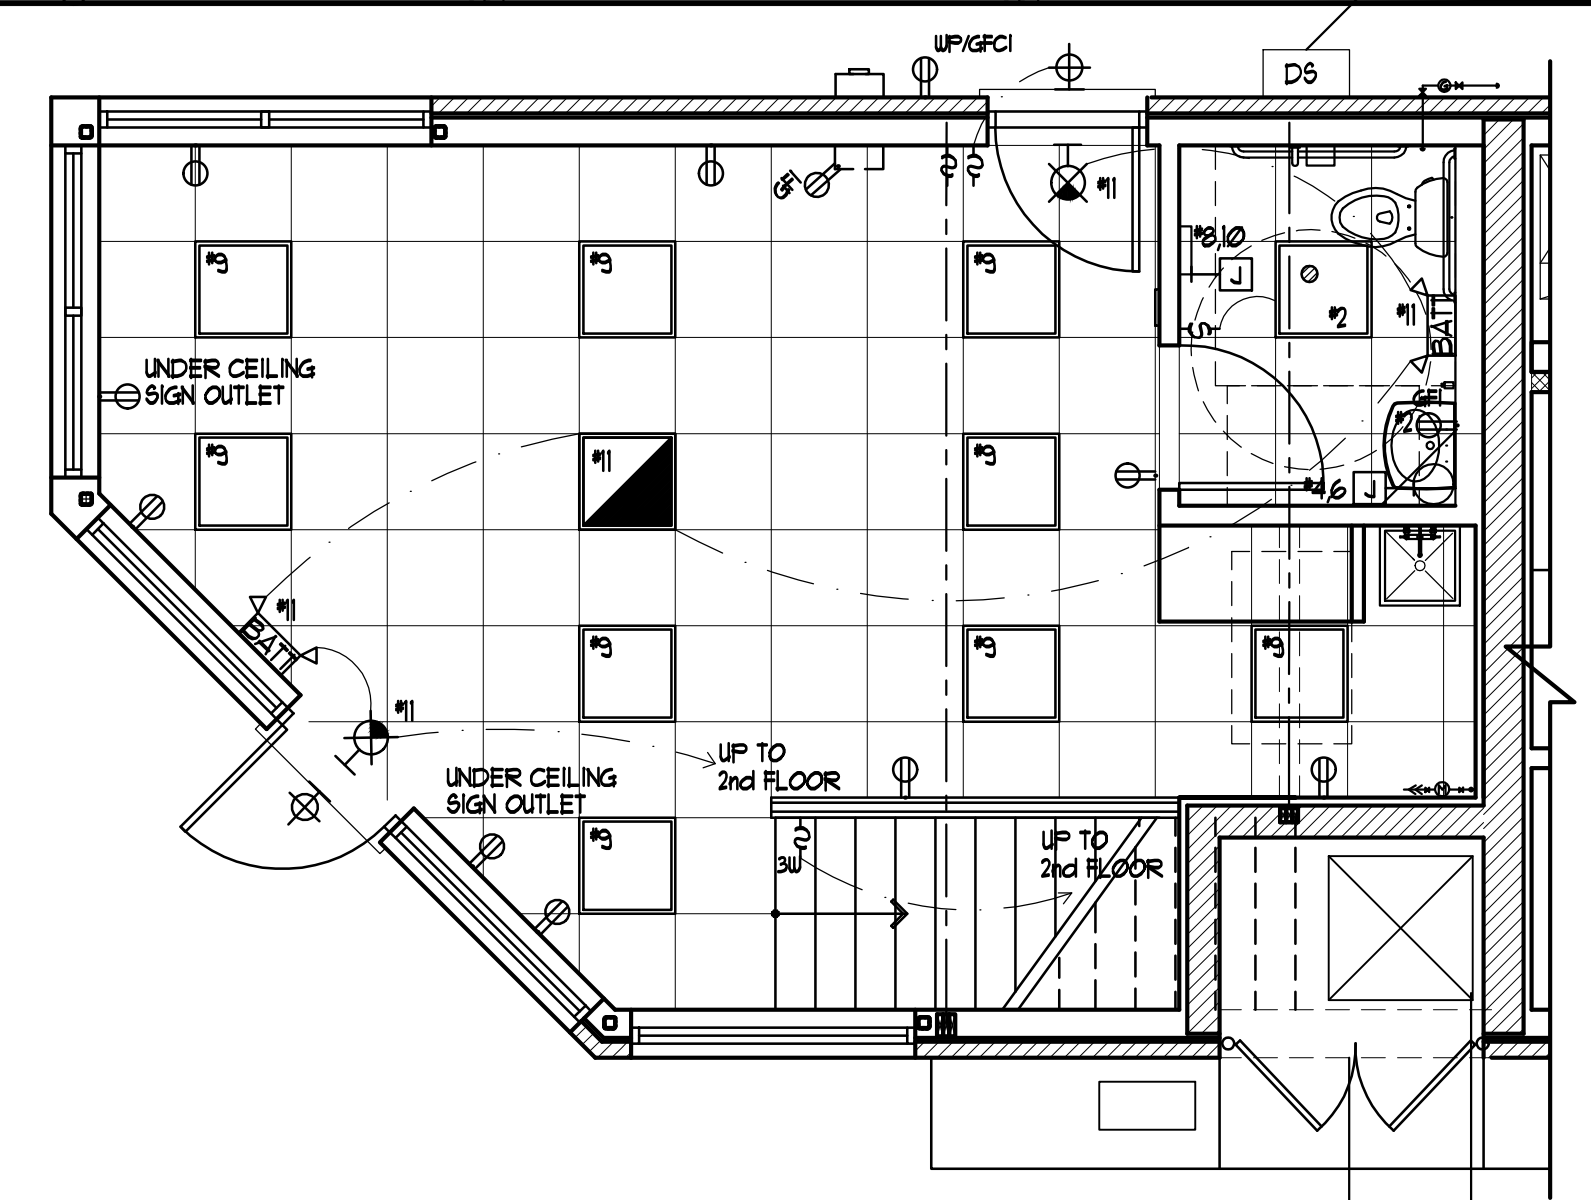 WP/GFCI
DS
G
GFI
#11
#8,10
J
#9
#9
#9
#2
#11
BATT
S
UNDER CEILING
SIGN OUTLET
GFI
#2
#9
#11
#9
#4,6
J
#11
BATT
#9
#9
#9
#11
UP TO
2nd FLOOR
UNDER CEILING
SIGN OUTLET
M
#9
3W
UP TO
2nd FLOOR